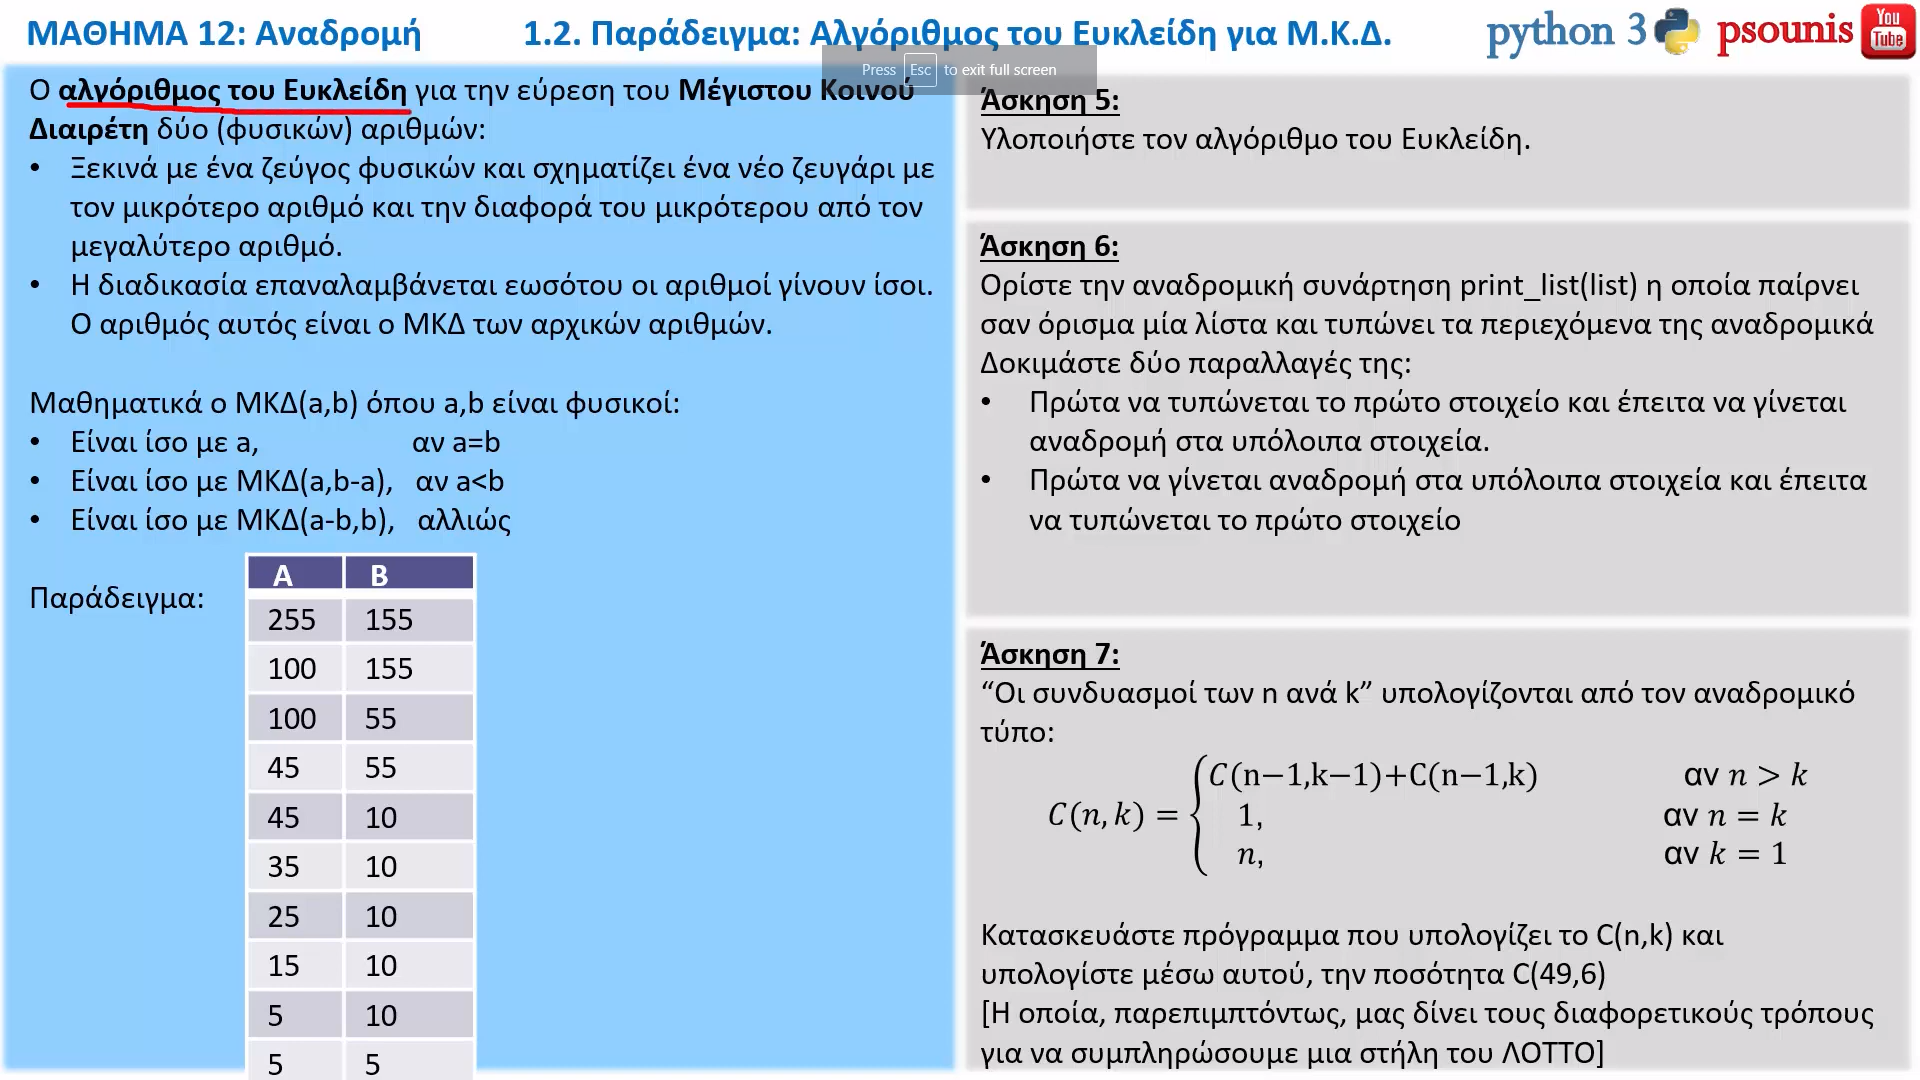 ΜΑΘΗΜΑ 12: Αναδρομή 1.2. Παράδειγμα: Αλγόριθμος του Ευκλείδη για Μ.Κ.Δ.
python 3 psounis You Tube
Press Esc to exit full screen
Ο αλγόριθμος του Ευκλείδη για την εύρεση του Μέγιστου Κοινού
Διαιρέτη δύο (φυσικών) αριθμών:
• Ξεκινά με ένα ζεύγος φυσικών και σχηματίζει ένα νέο ζευγάρι με
τον μικρότερο αριθμό και την διαφορά του μικρότερου από τον
μεγαλύτερο αριθμό.
• Η διαδικασία επαναλαμβάνεται εωσότου οι αριθμοί γίνουν ίσοι.
Ο αριθμός αυτός είναι ο ΜΚΔ των αρχικών αριθμών.
Μαθηματικά ο ΜΚΔ(a,b) όπου a,b είναι φυσικοί:
• Είναι ίσο με a, αν a=b
• Είναι ίσο με ΜΚΔ(a,b-a), αν a<b
• Είναι ίσο με ΜΚΔ(a-b,b), αλλιώς
Παράδειγμα:
A B
255 155
100 155
100 55
45 55
45 10
35 10
25 10
15 10
5 10
5 5
Άσκηση 5:
Υλοποιήστε τον αλγόριθμο του Ευκλείδη.
Άσκηση 6:
Ορίστε την αναδρομική συνάρτηση print_list(list) η οποία παίρνει
σαν όρισμα μία λίστα και τυπώνει τα περιεχόμενα της αναδρομικά
Δοκιμάστε δύο παραλλαγές της:
• Πρώτα να τυπώνεται το πρώτο στοιχείο και έπειτα να γίνεται
αναδρομή στα υπόλοιπα στοιχεία.
• Πρώτα να γίνεται αναδρομή στα υπόλοιπα στοιχεία και έπειτα
να τυπώνεται το πρώτο στοιχείο
Άσκηση 7:
“Οι συνδυασμοί των n ανά k” υπολογίζονται από τον αναδρομικό
τύπο:
C(n−1,k−1)+C(n−1,k) αν n > k
C(n, k) = { 1, αν n = k
n, αν k = 1
Κατασκευάστε πρόγραμμα που υπολογίζει το C(n,k) και
υπολογίστε μέσω αυτού, την ποσότητα C(49,6)
[Η οποία, παρεπιμπτόντως, μας δίνει τους διαφορετικούς τρόπους
για να συμπληρώσουμε μια στήλη του ΛΟΤΤΟ]